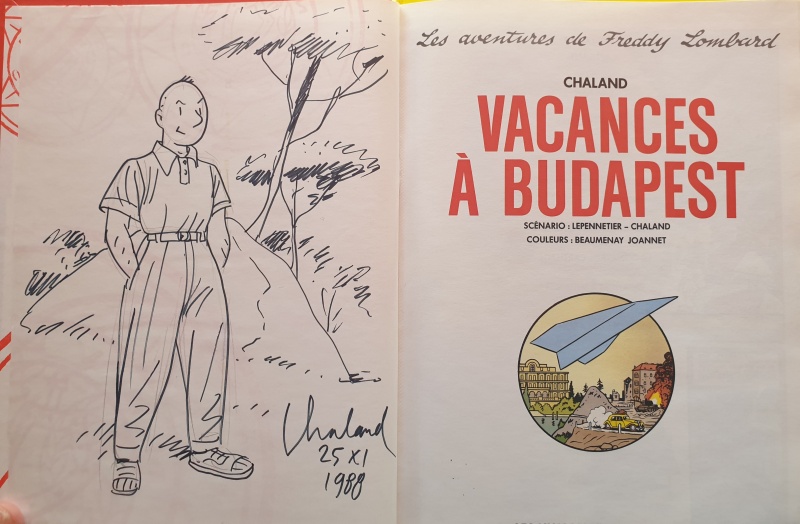 Chaland
25 XI
1988
Les aventures de Freddy Lombard
CHALAND
VACANCES
À BUDAPEST
SCÉNARIO : LEPENNETIER – CHALAND
COULEURS : BEAUMENAY JOANNET